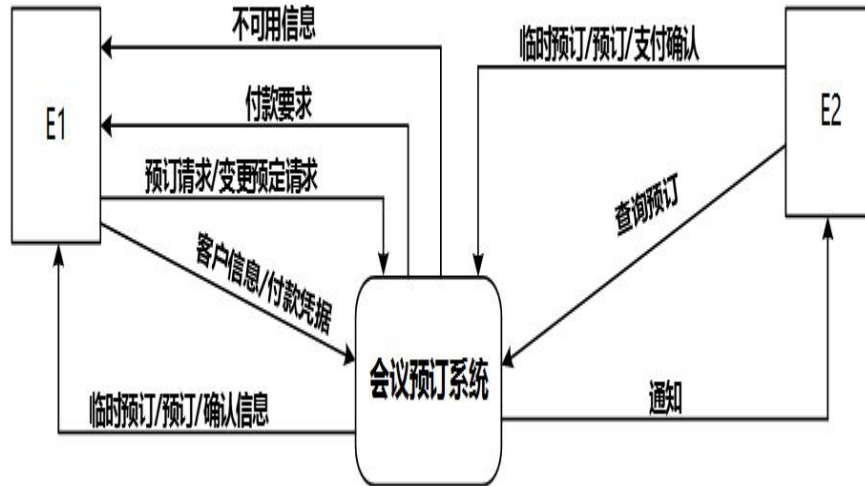 不可用信息
临时预订/预订/支付确认
付款要求
E1
E2
预订请求/变更预定请求
查询预订
客户信息/付款凭据
会议预订系统
临时预订/预订/确认信息
通知